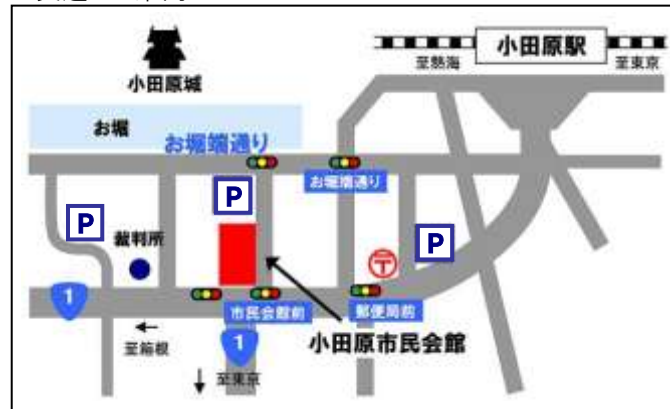 小田原駅
至熱海
至東京
小田原城
お堀
お堀端通り
お堀端通り
P
P
P
裁判所
〒
1
市民会館前
郵便局前
小田原市民会館
←
至箱根
1
↓至東京